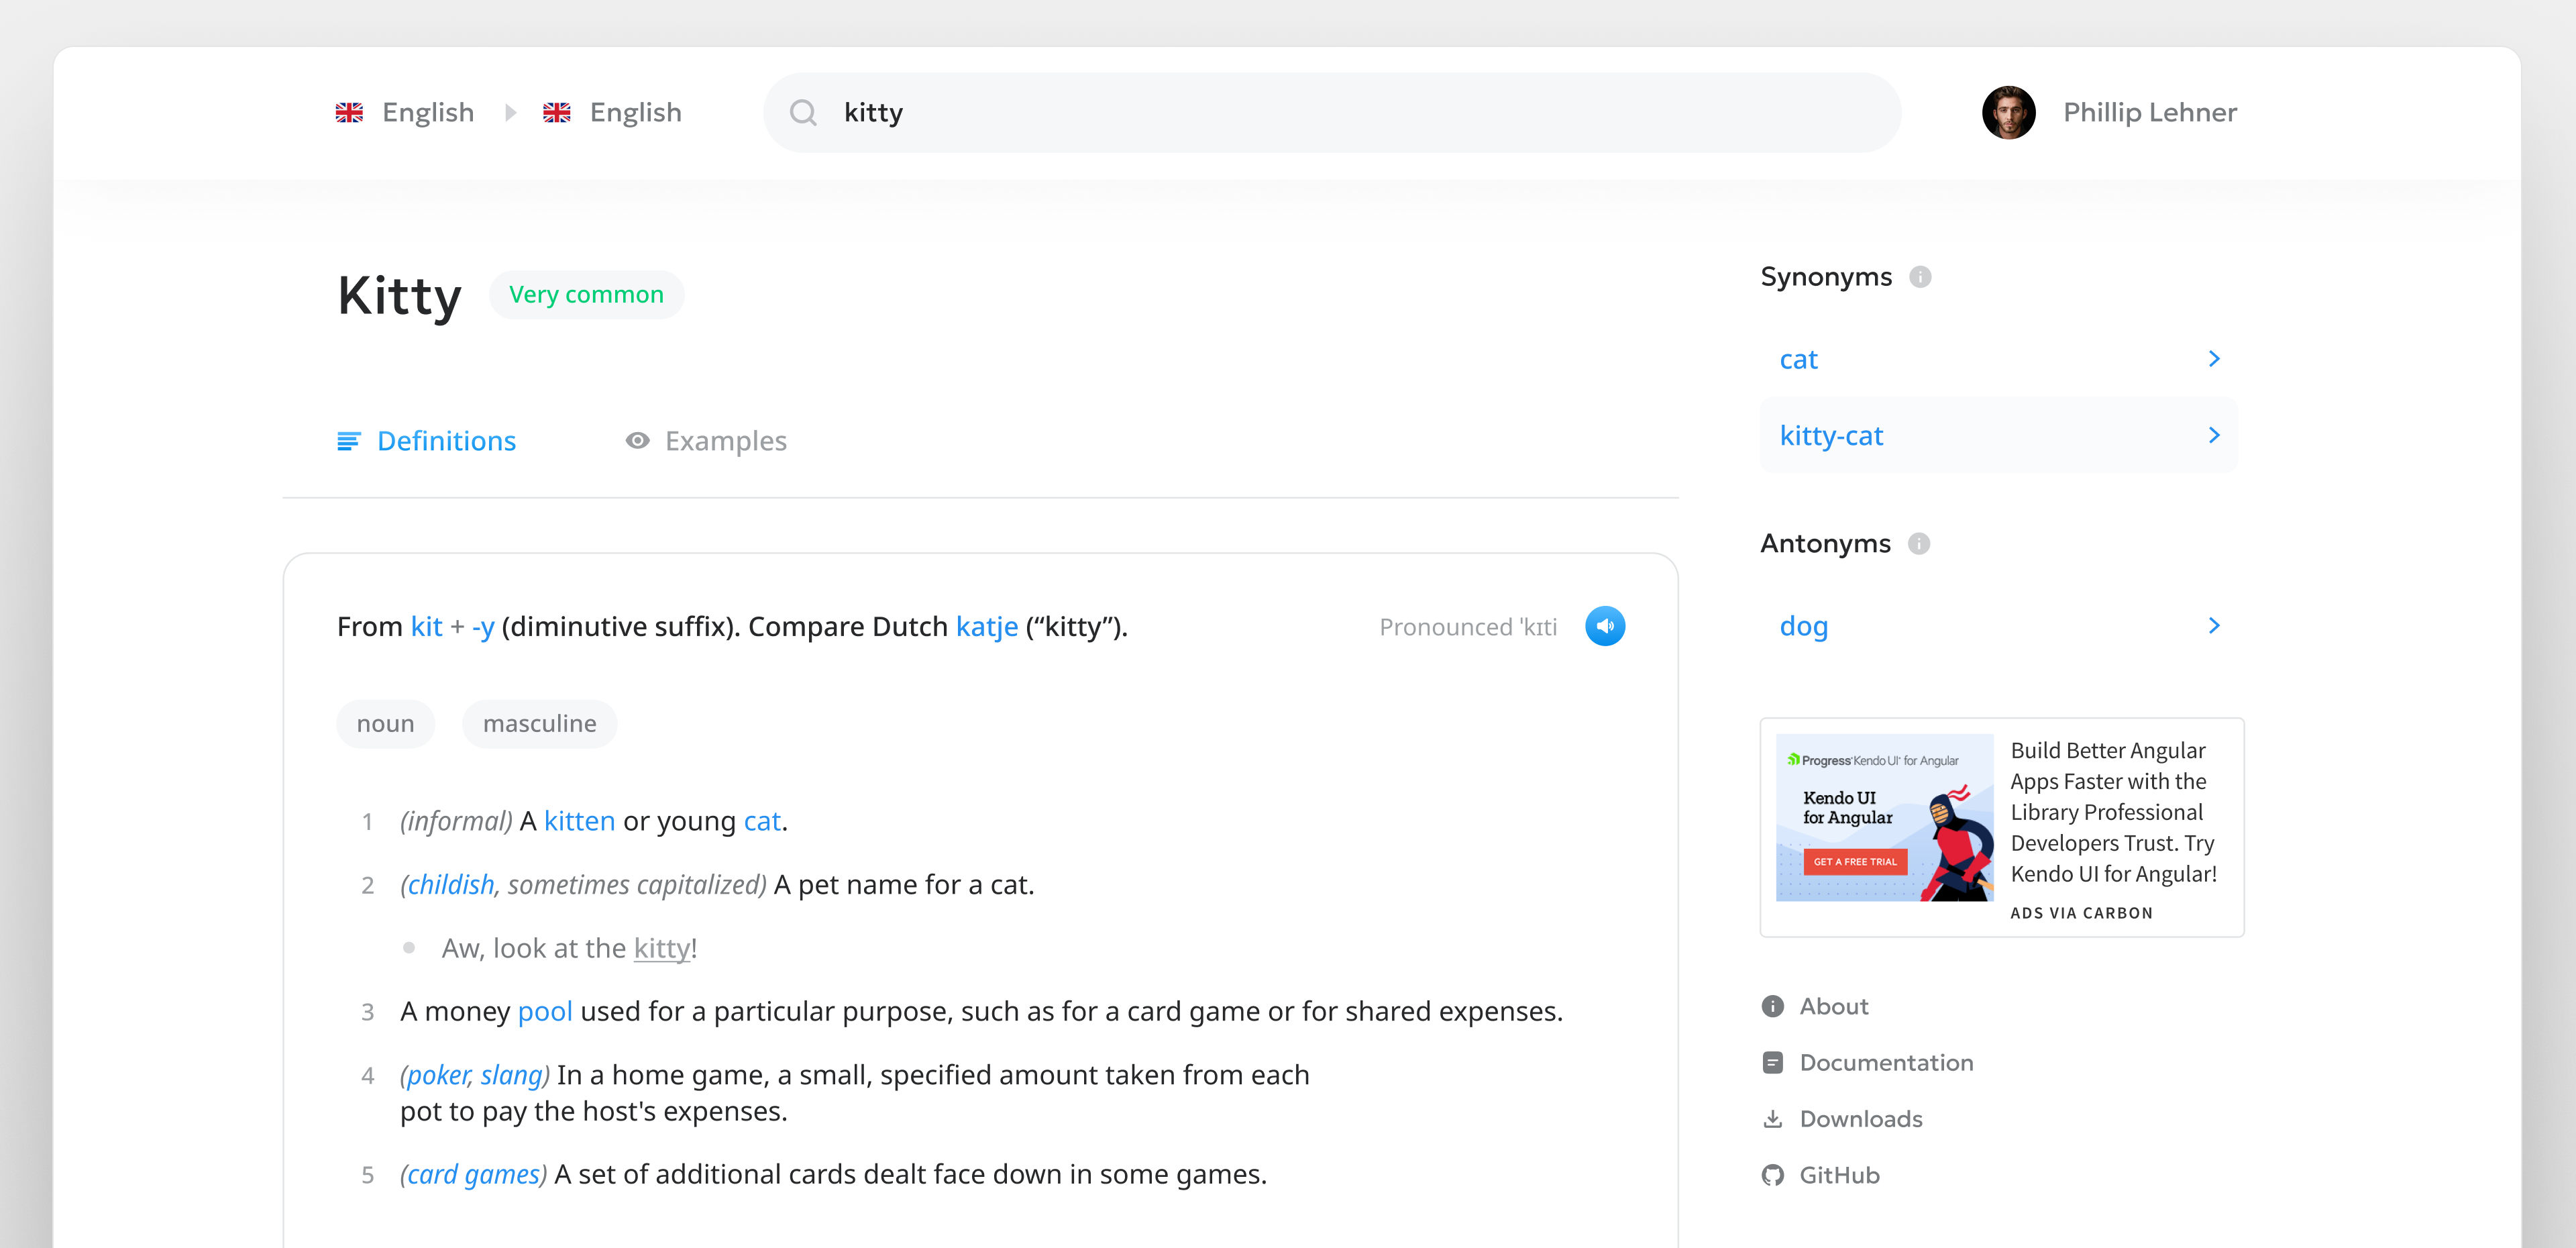 English English
kitty
Phillip Lehner
Kitty
Very common
Definitions
Examples
From kit + -y (diminutive suffix). Compare Dutch katje (“kitty”).
Pronounced ˈkɪti
noun
masculine
1 (informal) A kitten or young cat.
2 (childish, sometimes capitalized) A pet name for a cat.
Aw, look at the kitty!
3 A money pool used for a particular purpose, such as for a card game or for shared expenses.
4 (poker, slang) In a home game, a small, specified amount taken from each
pot to pay the host's expenses.
5 (card games) A set of additional cards dealt face down in some games.
Synonyms
cat
kitty-cat
Antonyms
dog
Progress Kendo UI for Angular
Kendo UI
for Angular
GET A FREE TRIAL
Build Better Angular
Apps Faster with the
Library Professional
Developers Trust. Try
Kendo UI for Angular!
ADS VIA CARBON
About
Documentation
Downloads
GitHub